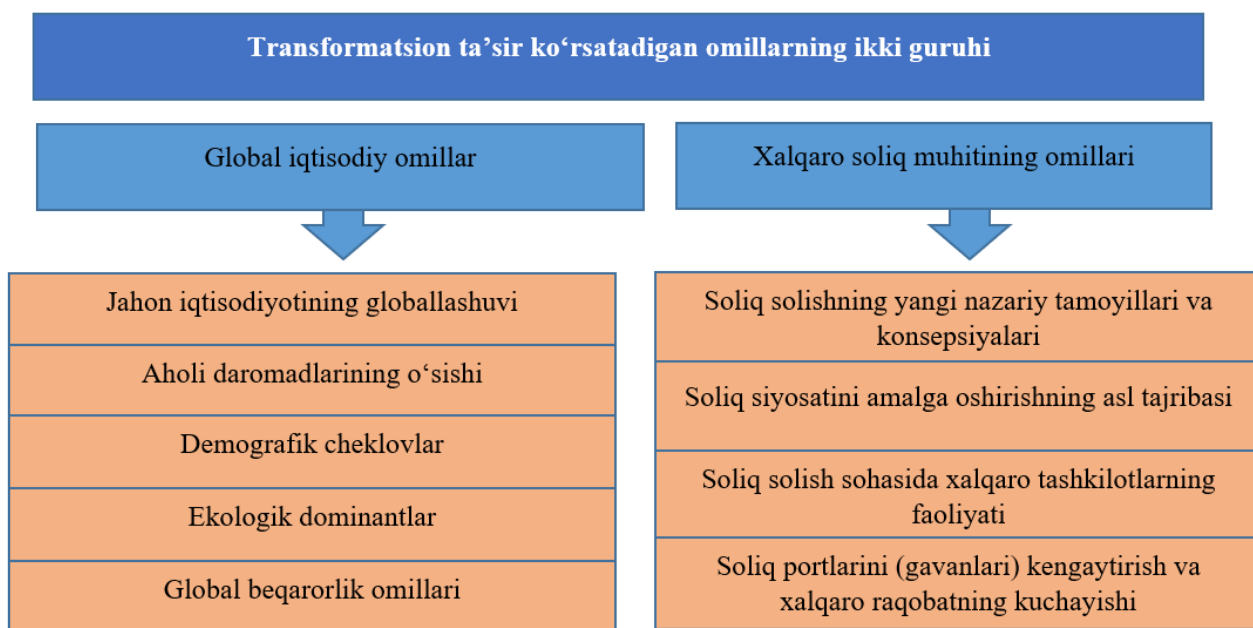 Transformatsion ta’sir ko‘rsatadigan omillarning ikki guruhi
Global iqtisodiy omillar
Xalqaro soliq muhitining omillari
Jahon iqtisodiyotining globallashuvi
Aholi daromadlarining o‘sishi
Demografik cheklovlar
Ekologik dominantlar
Global beqarorlik omillari
Soliq solishning yangi nazariy tamoyillari va
konsepsiyalari
Soliq siyosatini amalga oshirishning asl tajribasi
Soliq solish sohasida xalqaro tashkilotlarning
faoliyati
Soliq portlarini (gavanlari) kengaytirish va
xalqaro raqobatning kuchayishi